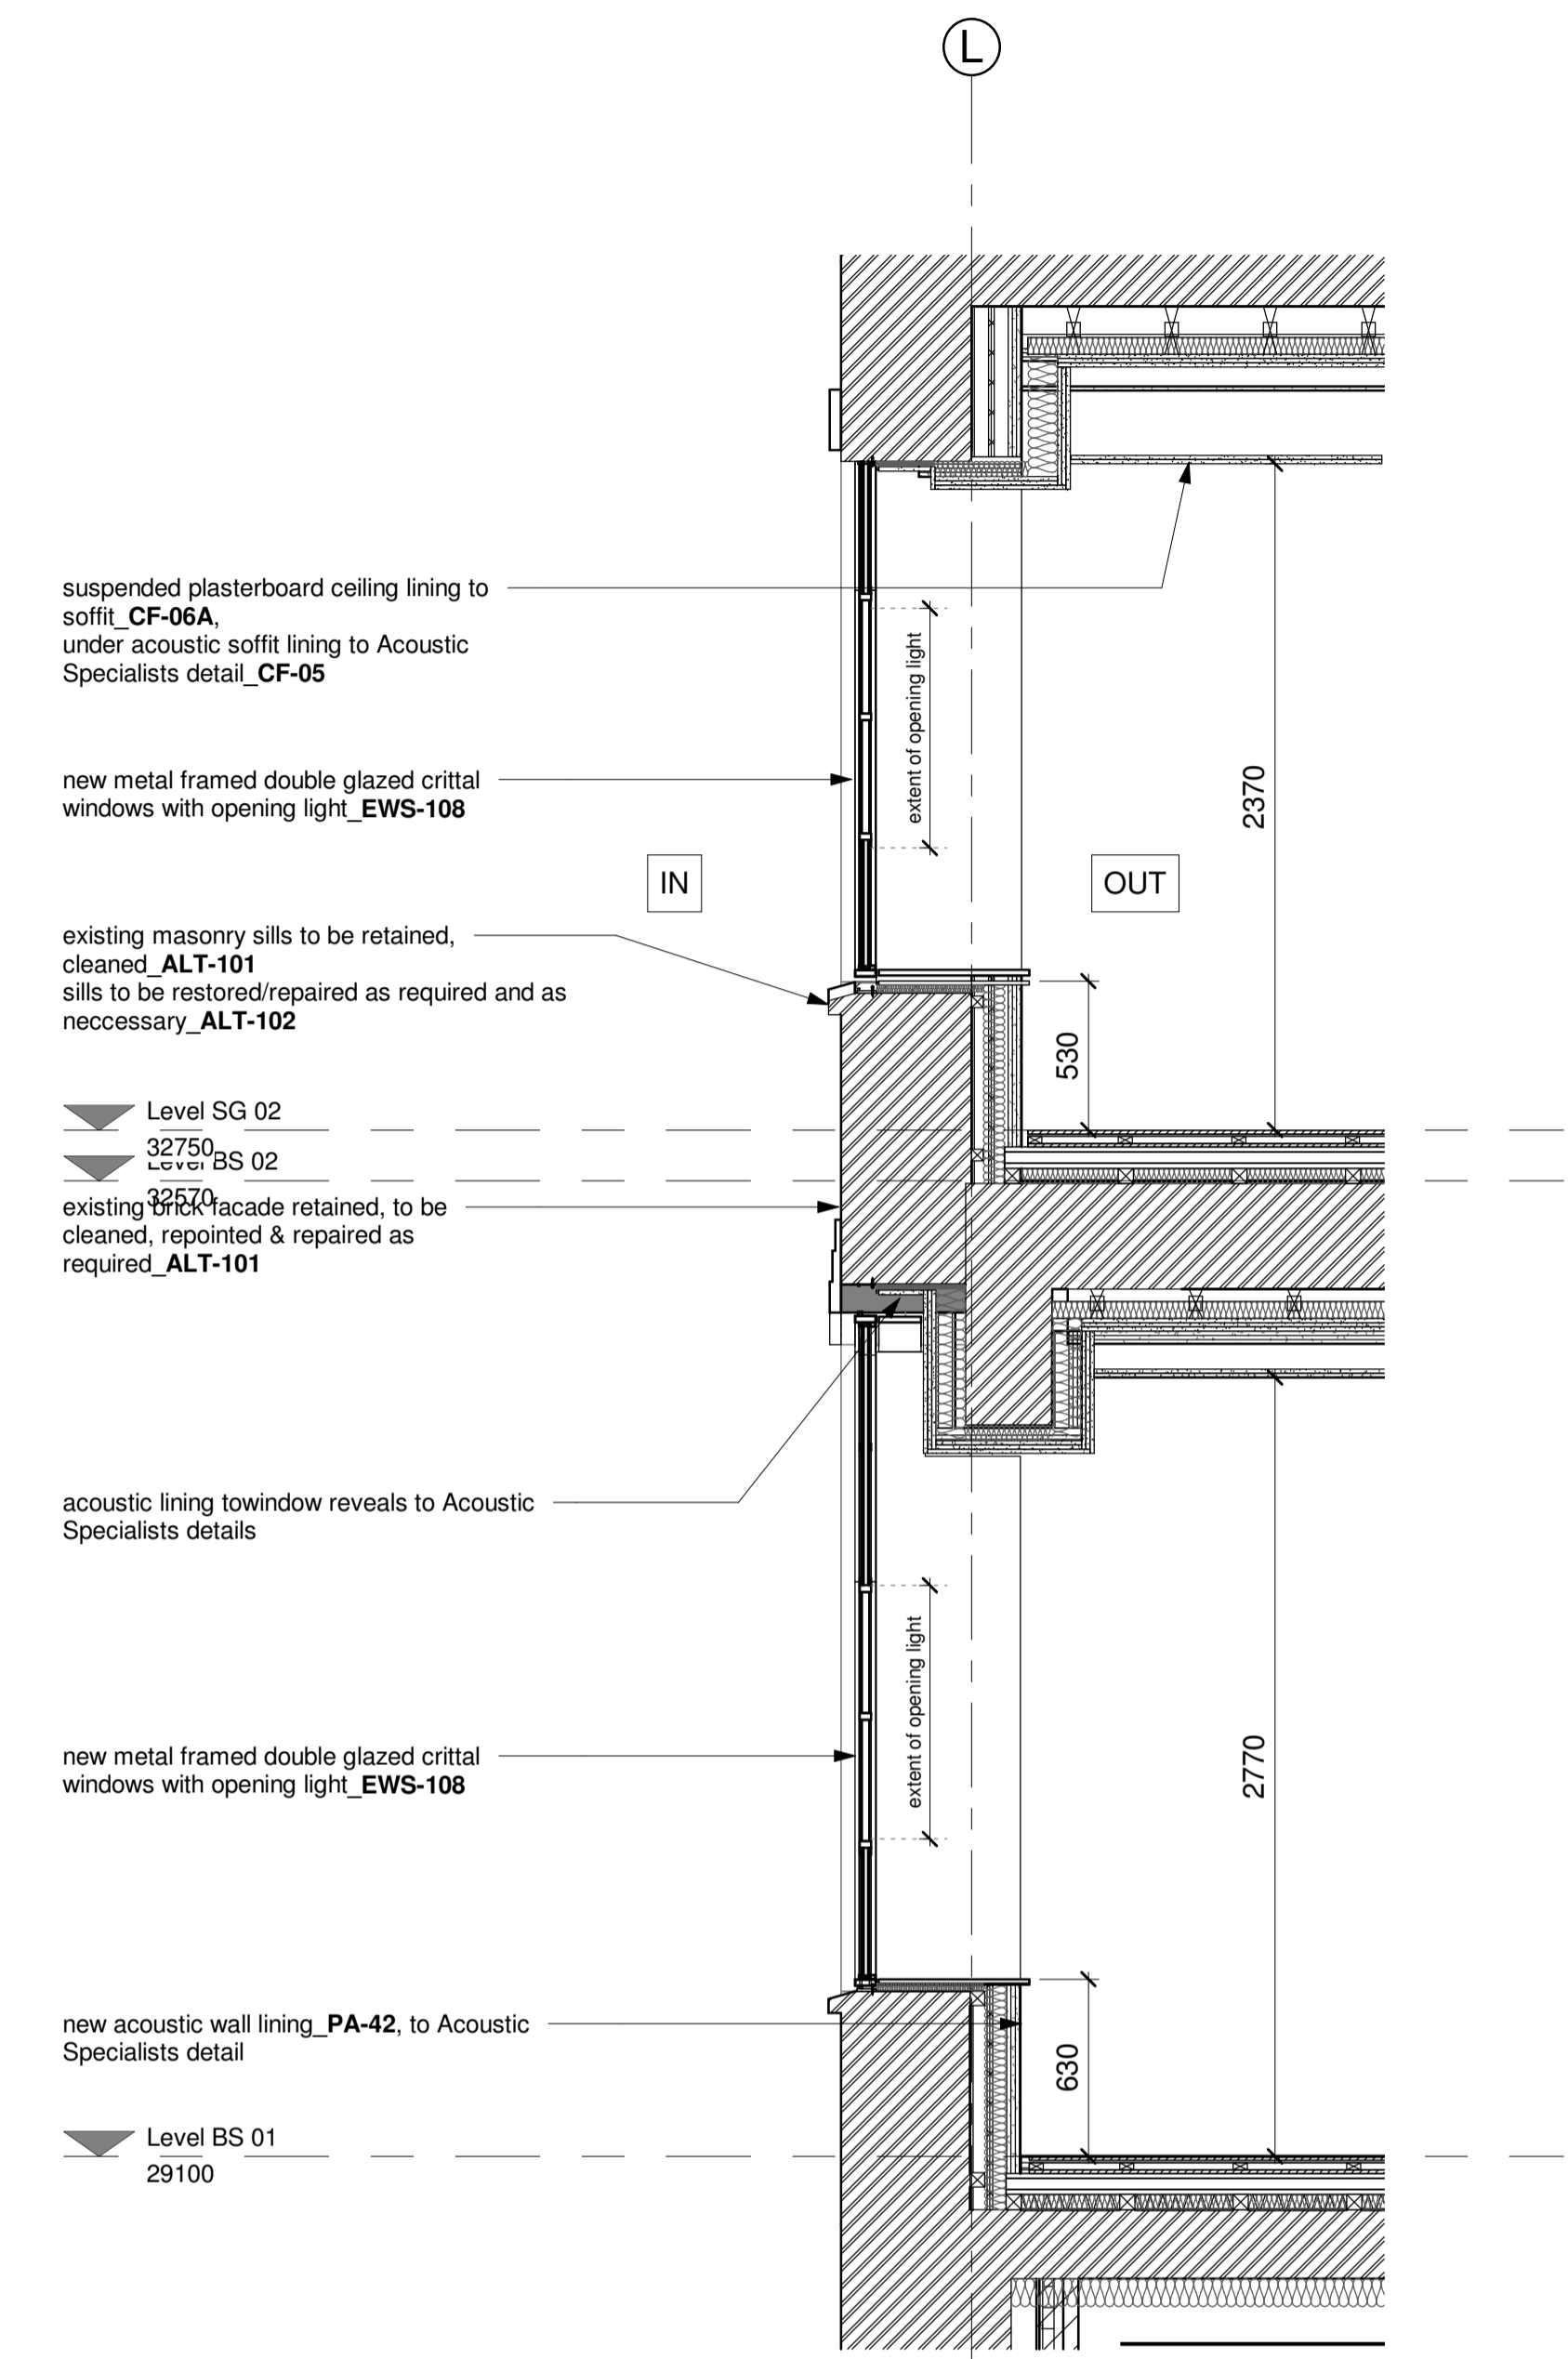 L
suspended plasterboard ceiling lining to
soffit_CF-06A,
under acoustic soffit lining to Acoustic
Specialists detail_CF-05
extent of opening light
new metal framed double glazed crittal
windows with opening light_EWS-108
2370
IN
OUT
existing masonry sills to be retained,
cleaned_ALT-101
sills to be restored/repaired as required and as
neccessary_ALT-102
530
Level SG 02
32750
Level BS 02
32570
existing brick facade retained, to be
cleaned, repointed & repaired as
required_ALT-101
acoustic lining towindow reveals to Acoustic
Specialists details
extent of opening light
new metal framed double glazed crittal
windows with opening light_EWS-108
2770
new acoustic wall lining_PA-42, to Acoustic
Specialists detail
630
Level BS 01
29100